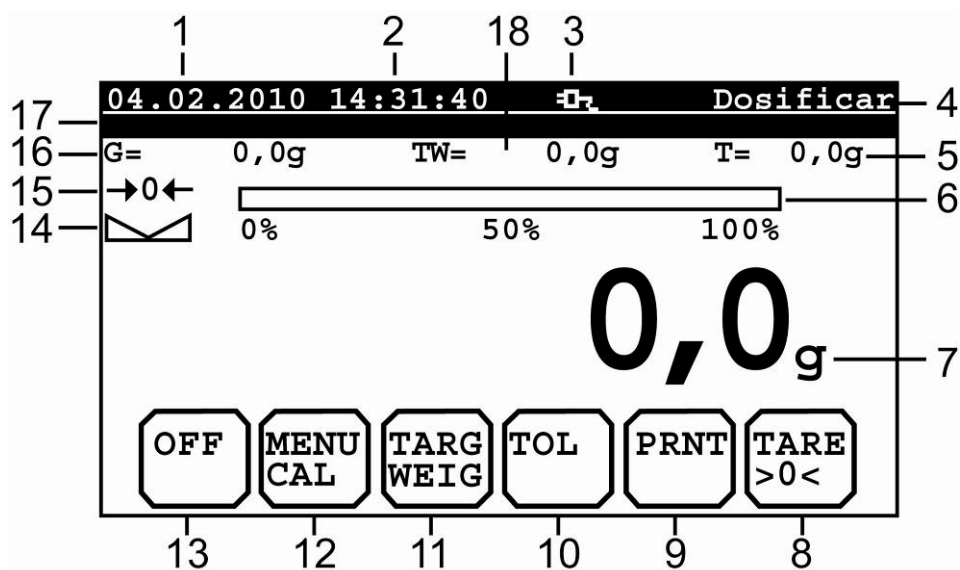 1 2 18 3
04.02.2010 14:31:40 Dosificar 4
17
16 G= 0,0g TW= 0,0g T= 0,0g 5
15 →0← 6
14 0% 50% 100%
0,0g 7
OFF MENU CAL TARG WEIG TOL PRNT TARE >0<
13 12 11 10 9 8